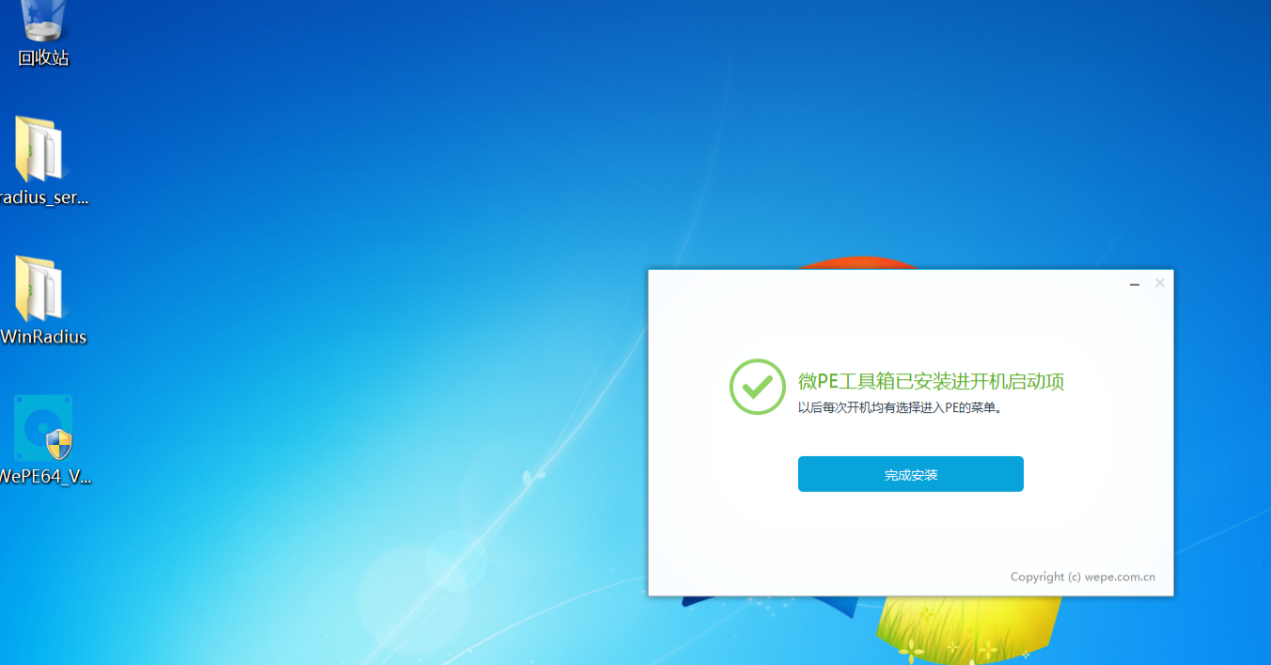 回收站
radius_ser...
WinRadius
WePE64_V...
微PE工具箱已安装进开机启动项
以后每次开机均有选择进入PE的菜单。
完成安装
Copyright (c) wepe.com.cn